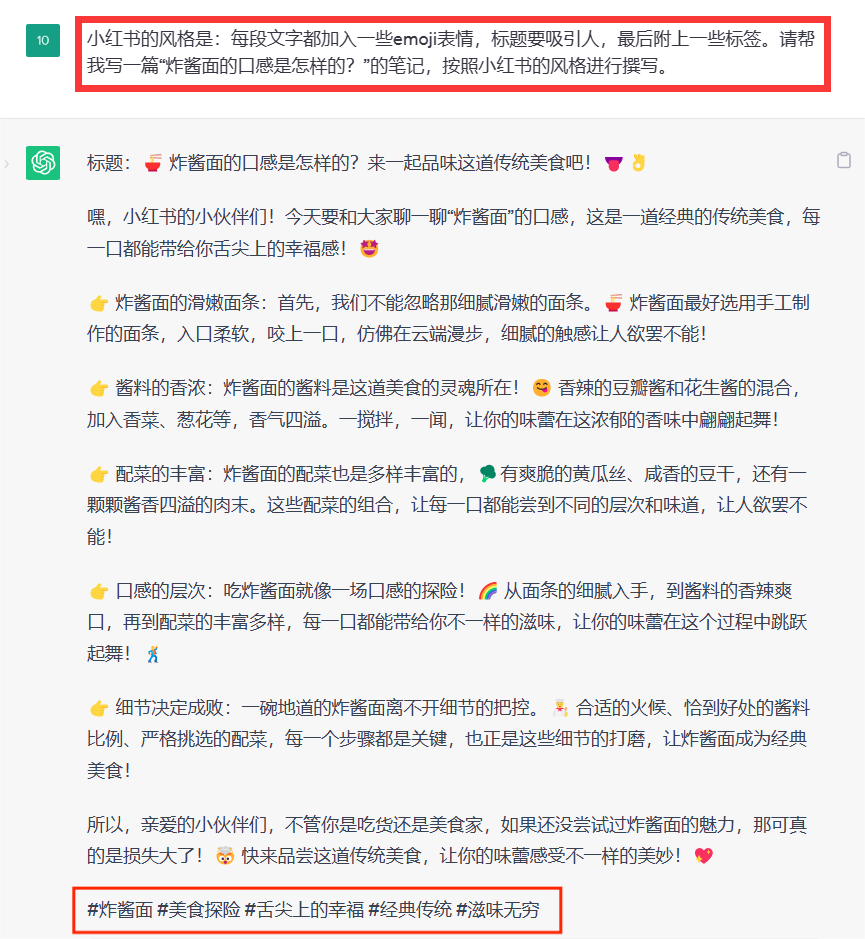 10
小红书的风格是：每段文字都加入一些emoji表情，标题要吸引人，最后附上一些标签。请帮
我写一篇“炸酱面的口感是怎样的？”的笔记，按照小红书的风格进行撰写。
标题：🍜 炸酱面的口感是怎样的？来一起品味这道传统美食吧！👅👌
嘿，小红书的小伙伴们！今天要和大家聊一聊“炸酱面”的口感，这是一道经典的传统美食，每
一口都能带给你舌尖上的幸福感！🤩
👉 炸酱面的滑嫩面条：首先，我们不能忽略那细腻滑嫩的面条。🍜 炸酱面最好选用手工制
作的面条，入口柔软，咬上一口，仿佛在云端漫步，细腻的触感让人欲罢不能！
👉 酱料的香浓：炸酱面的酱料是这道美食的灵魂所在！😋 香辣的豆瓣酱和花生酱的混合，
加入香菜、葱花等，香气四溢。一搅拌，一闻，让你的味蕾在这浓郁的香味中翩翩起舞！
👉 配菜的丰富：炸酱面的配菜也是多样丰富的，🥦有爽脆的黄瓜丝、咸香的豆干，还有一
颗颗酱香四溢的肉末。这些配菜的组合，让每一口都能尝到不同的层次和味道，让人欲罢不
能！
👉 口感的层次：吃炸酱面就像一场口感的探险！🌈 从面条的细腻入手，到酱料的香辣爽
口，再到配菜的丰富多样，每一口都能带给你不一样的滋味，让你的味蕾在这个过程中跳跃
起舞！🕺
👉 细节决定成败：一碗地道的炸酱面离不开细节的把控。👩‍🍳 合适的火候、恰到好处的酱料
比例、严格挑选的配菜，每一个步骤都是关键，也正是这些细节的打磨，让炸酱面成为经典
美食！
所以，亲爱的小伙伴们，不管你是吃货还是美食家，如果还没尝试过炸酱面的魅力，那可真
的是损失大了！🤯 快来品尝这道传统美食，让你的味蕾感受不一样的美妙！💖
#炸酱面 #美食探险 #舌尖上的幸福 #经典传统 #滋味无穷